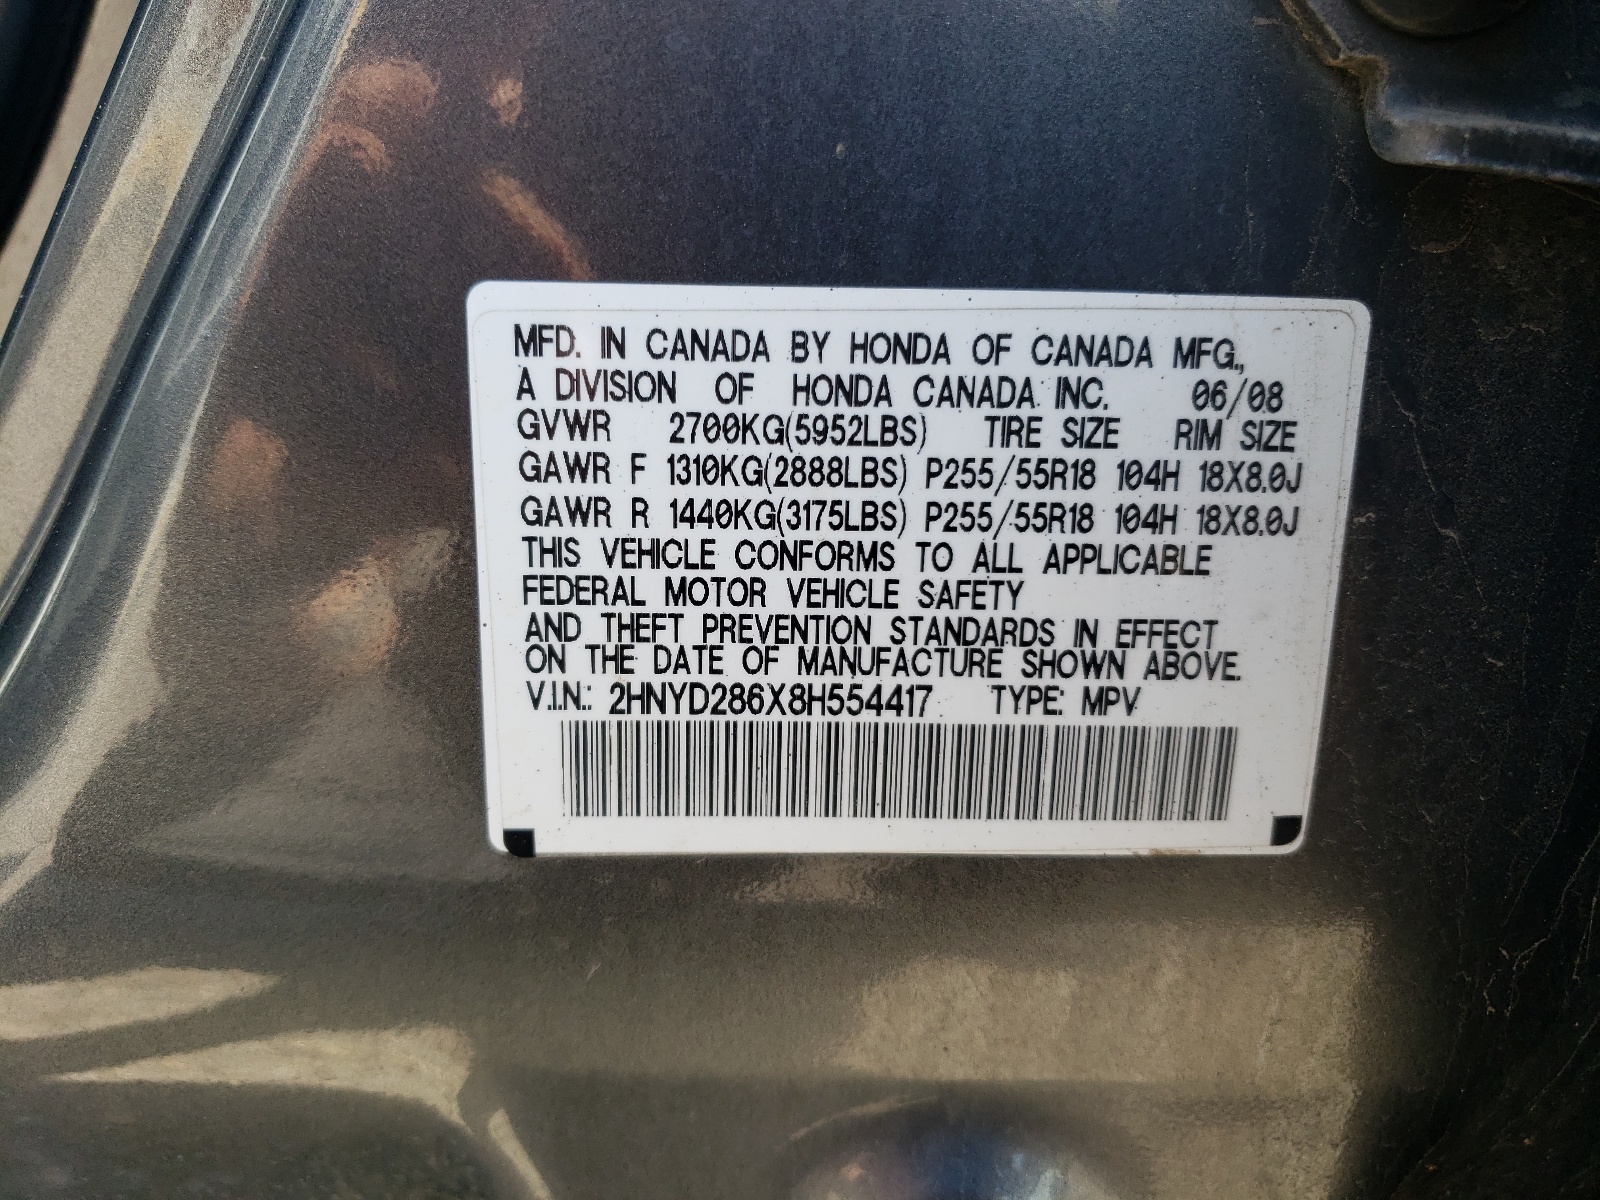 MFD. IN CANADA BY HONDA OF CANADA MFG.,
A DIVISION OF HONDA CANADA INC. 06/08
GVWR 2700KG(5952LBS) TIRE SIZE RIM SIZE
GAWR F 1310KG(2888LBS) P255/55R18 104H 18X8.0J
GAWR R 1440KG(3175LBS) P255/55R18 104H 18X8.0J
THIS VEHICLE CONFORMS TO ALL APPLICABLE
FEDERAL MOTOR VEHICLE SAFETY
AND THEFT PREVENTION STANDARDS IN EFFECT
ON THE DATE OF MANUFACTURE SHOWN ABOVE.
V.I.N.: 2HNYD286X8H554417 TYPE: MPV